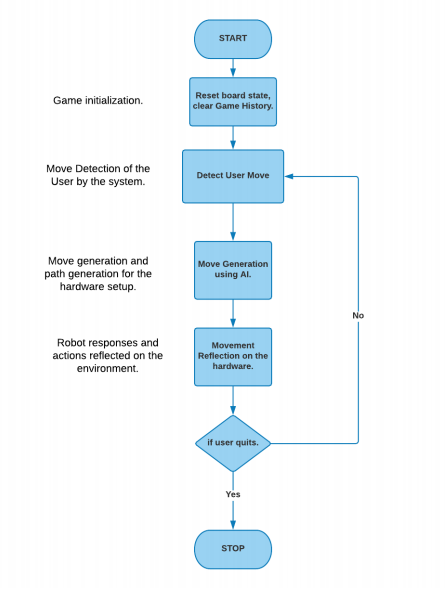 START
Game initialization.
Reset board state,
clear Game History.
Move Detection of the
User by the system.
Detect User Move
Move generation and
path generation for the
hardware setup.
Move Generation
using AI.
Robot responses and
actions reflected on the
environment.
Movement
Reflection on the
hardware.
No
if user quits.
Yes
STOP